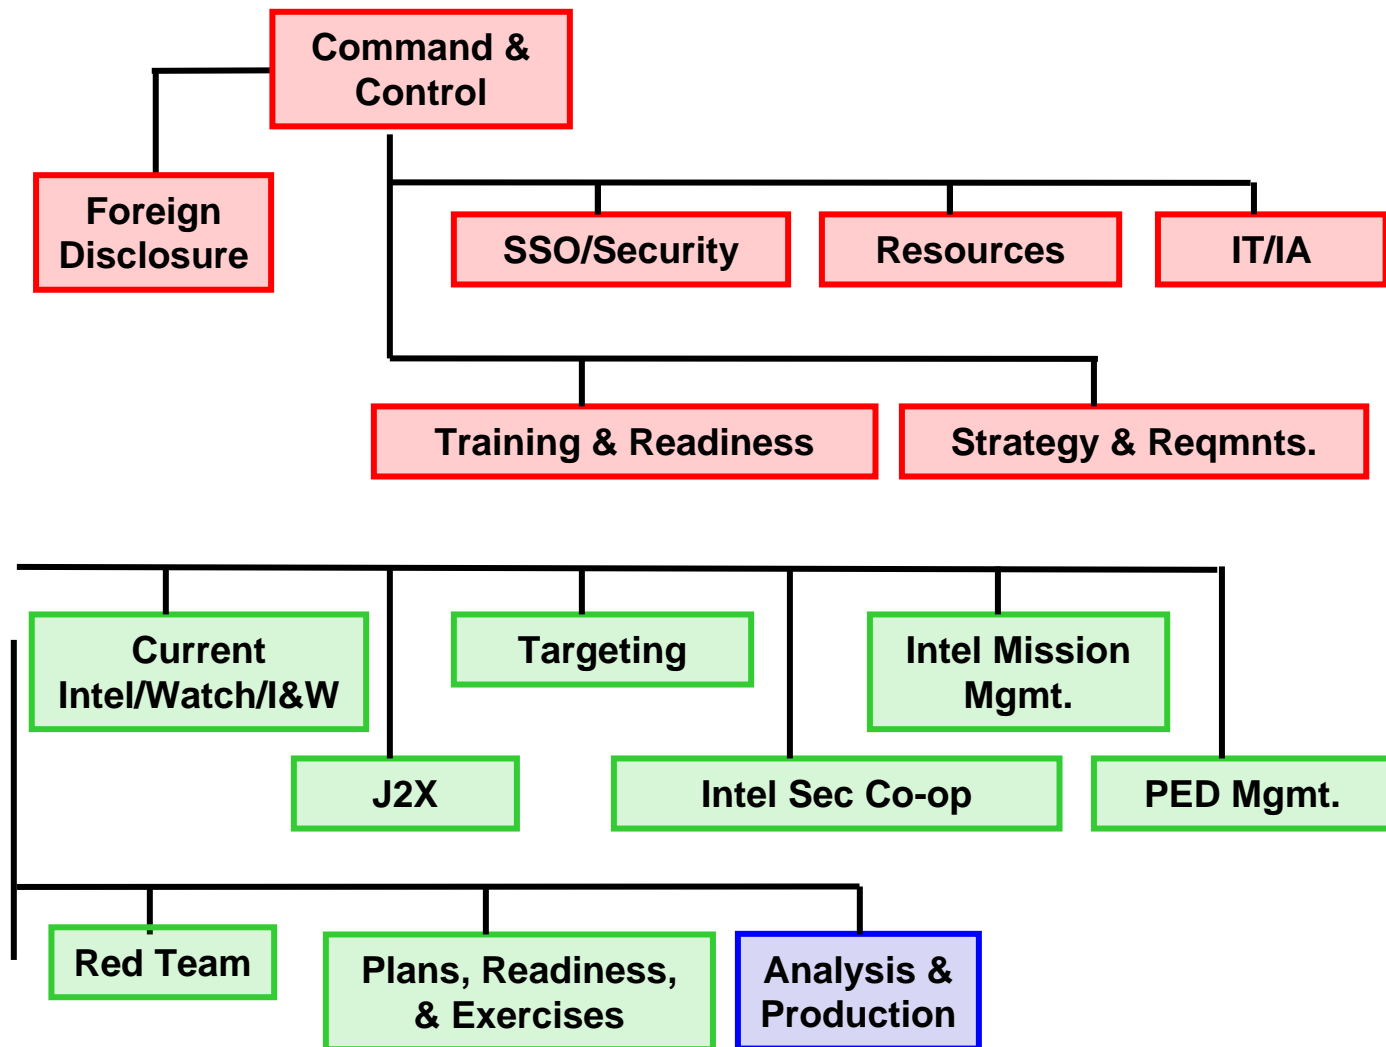 Command &
Control
Foreign
Disclosure
SSO/Security
Resources
IT/IA
Training & Readiness
Strategy & Reqmnts.
Current
Intel/Watch/I&W
Targeting
Intel Mission
Mgmt.
J2X
Intel Sec Co-op
PED Mgmt.
Red Team
Plans, Readiness,
& Exercises
Analysis &
Production